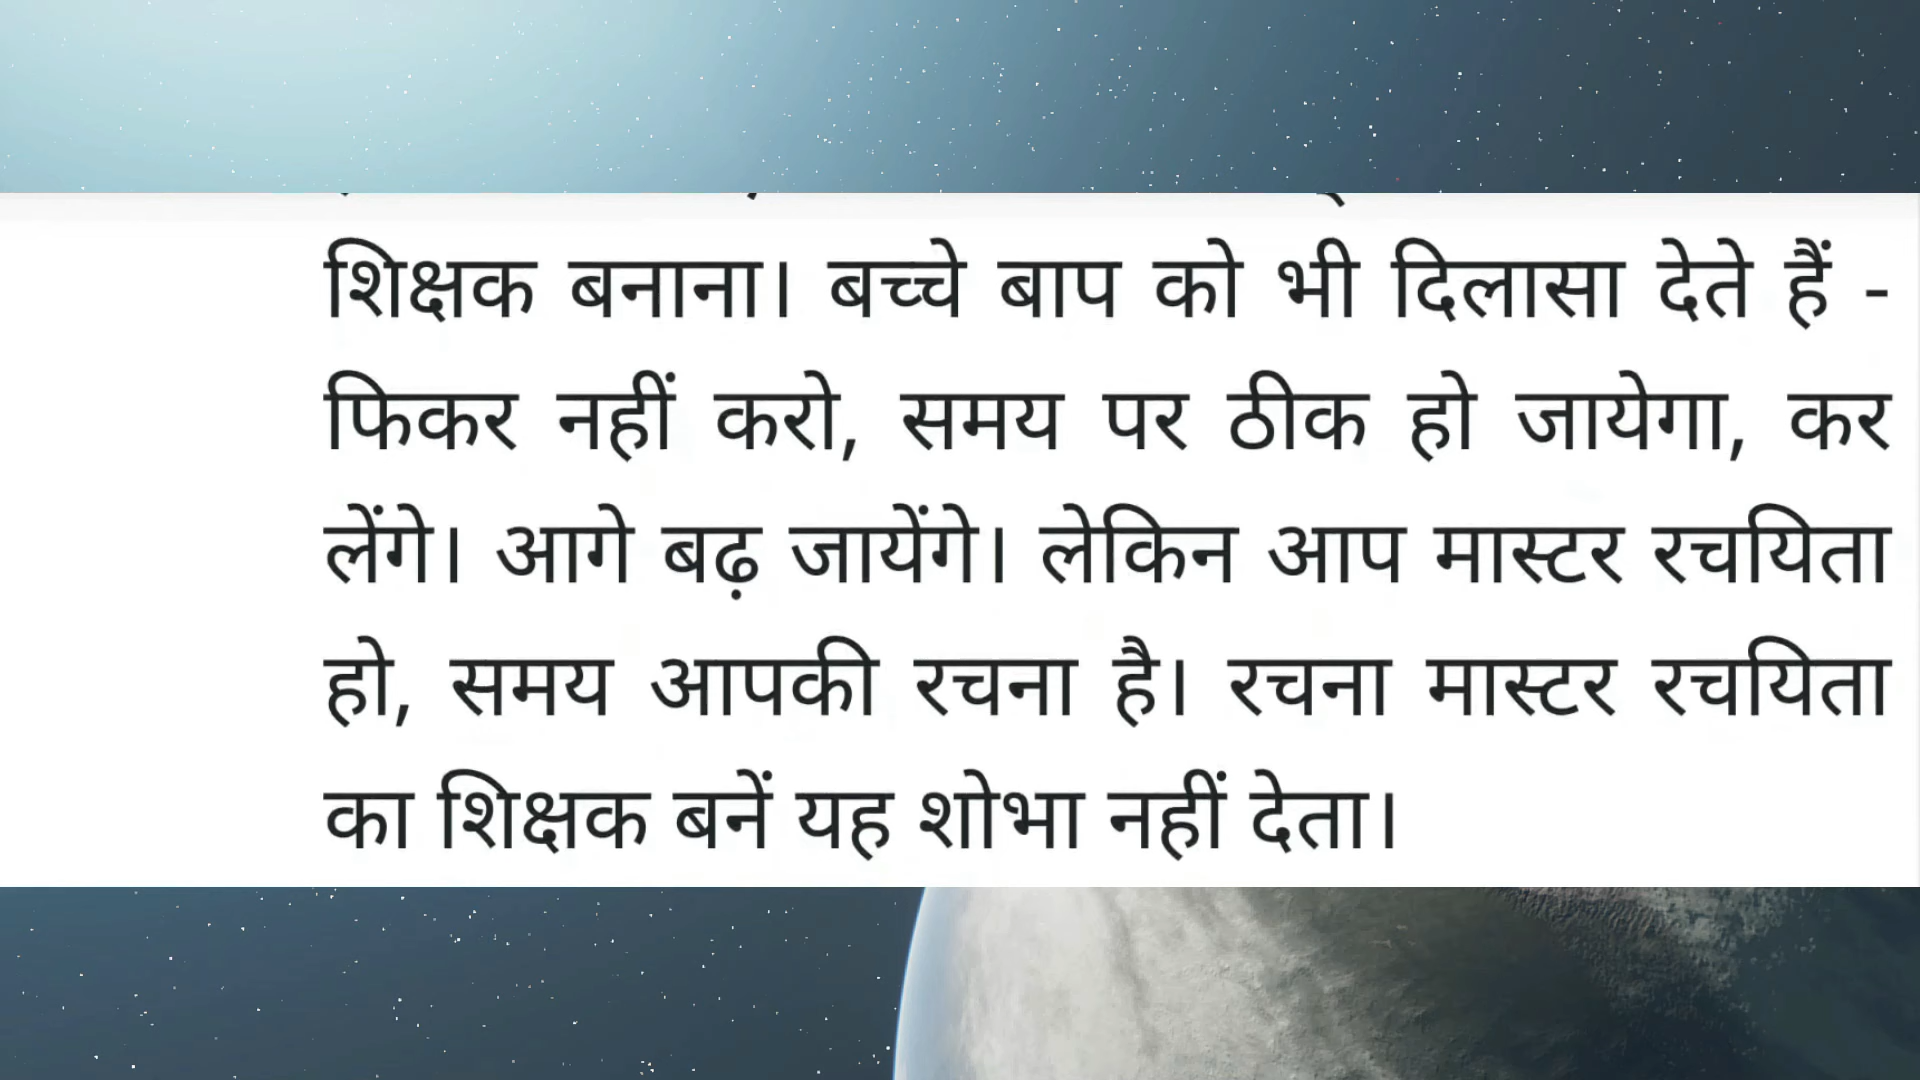 शिक्षक बनाना। बच्चे बाप को भी दिलासा देते हैं -
फिकर नहीं करो, समय पर ठीक हो जायेगा, कर
लेंगे। आगे बढ़ जायेंगे। लेकिन आप मास्टर रचयिता
हो, समय आपकी रचना है। रचना मास्टर रचयिता
का शिक्षक बनें यह शोभा नहीं देता।